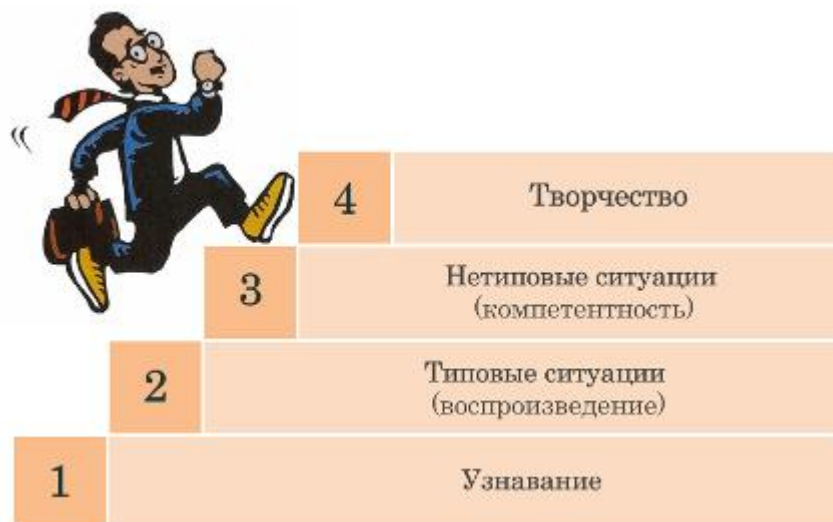 4
Творчество
3
Нетиповые ситуации
(компетентность)
2
Типовые ситуации
(воспроизведение)
1
Узнавание